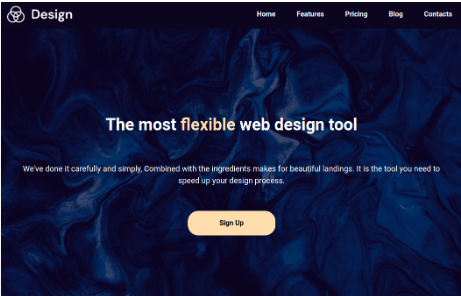 Design
Home Features Pricing Blog Contacts
The most flexible web design tool
We've done it carefully and simply, Combined with the ingredients makes for beautiful landings. It is the tool you need to
speed up your design process.
Sign Up